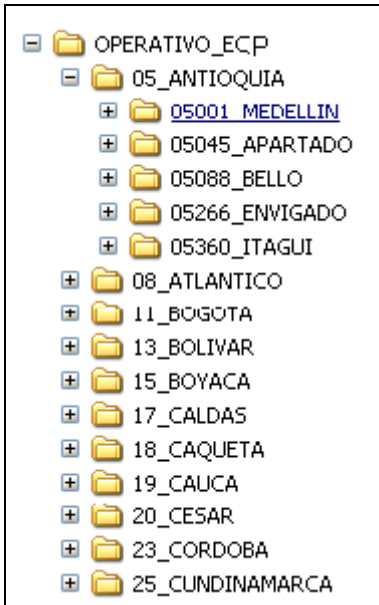 OPERATIVO_ECP
05_ANTIOQUIA
05001_MEDELLIN
05045_APARTADO
05088_BELLO
05266_ENVIGADO
05360_ITAGUI
08_ATLANTICO
11_BOGOTA
13_BOLIVAR
15_BOYACA
17_CALDAS
18_CAQUETA
19_CAUCA
20_CESAR
23_CORDOBA
25_CUNDINAMARCA